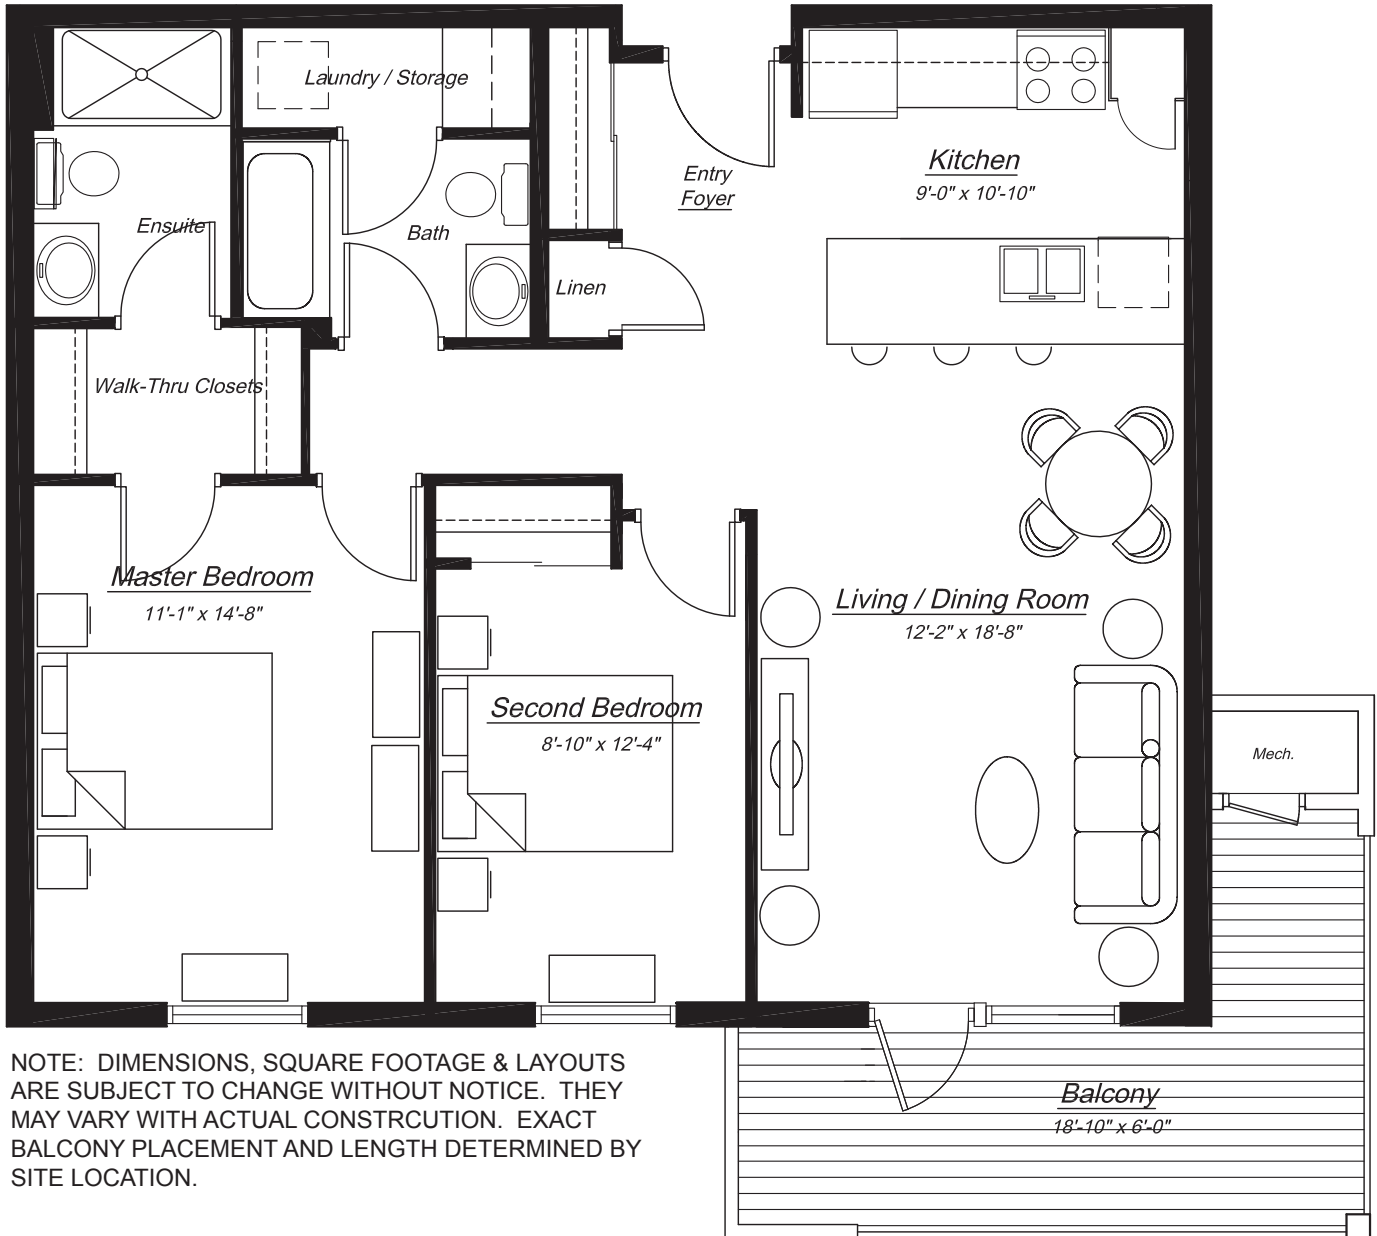 Laundry / Storage
Kitchen
9'-0" x 10'-10"
Entry
Foyer
Ensuite
Bath
Linen
Walk-Thru Closets
Master Bedroom
11'-1" x 14'-8"
Living / Dining Room
12'-2" x 18'-8"
Second Bedroom
8'-10" x 12'-4"
Mech.
NOTE: DIMENSIONS, SQUARE FOOTAGE & LAYOUTS
ARE SUBJECT TO CHANGE WITHOUT NOTICE. THEY
MAY VARY WITH ACTUAL CONSTRCUTION. EXACT
BALCONY PLACEMENT AND LENGTH DETERMINED BY
SITE LOCATION.
Balcony
18'-10" x 6'-0"